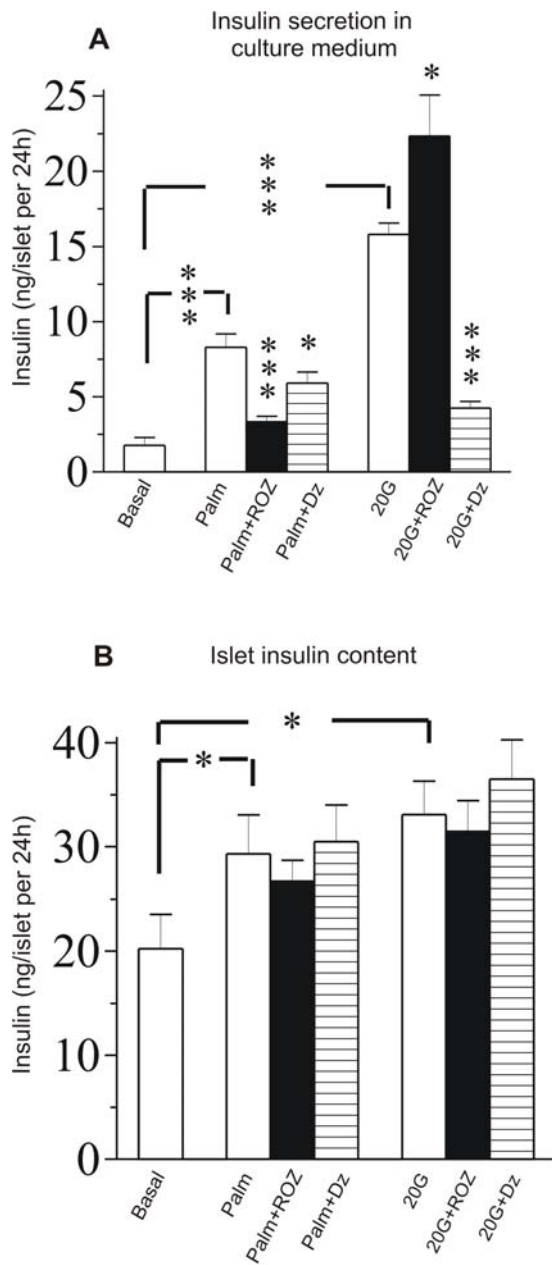 A
Insulin secretion in
culture medium
Insulin (ng/islet per 24h)
25
20
15
10
5
0
***
***
***
*
*
***
Basal
Palm
Palm+ROZ
Palm+Dz
20G
20G+ROZ
20G+Dz
B
Islet insulin content
Insulin (ng/islet per 24h)
40
30
20
10
0
*
*
Basal
Palm
Palm+ROZ
Palm+Dz
20G
20G+ROZ
20G+Dz